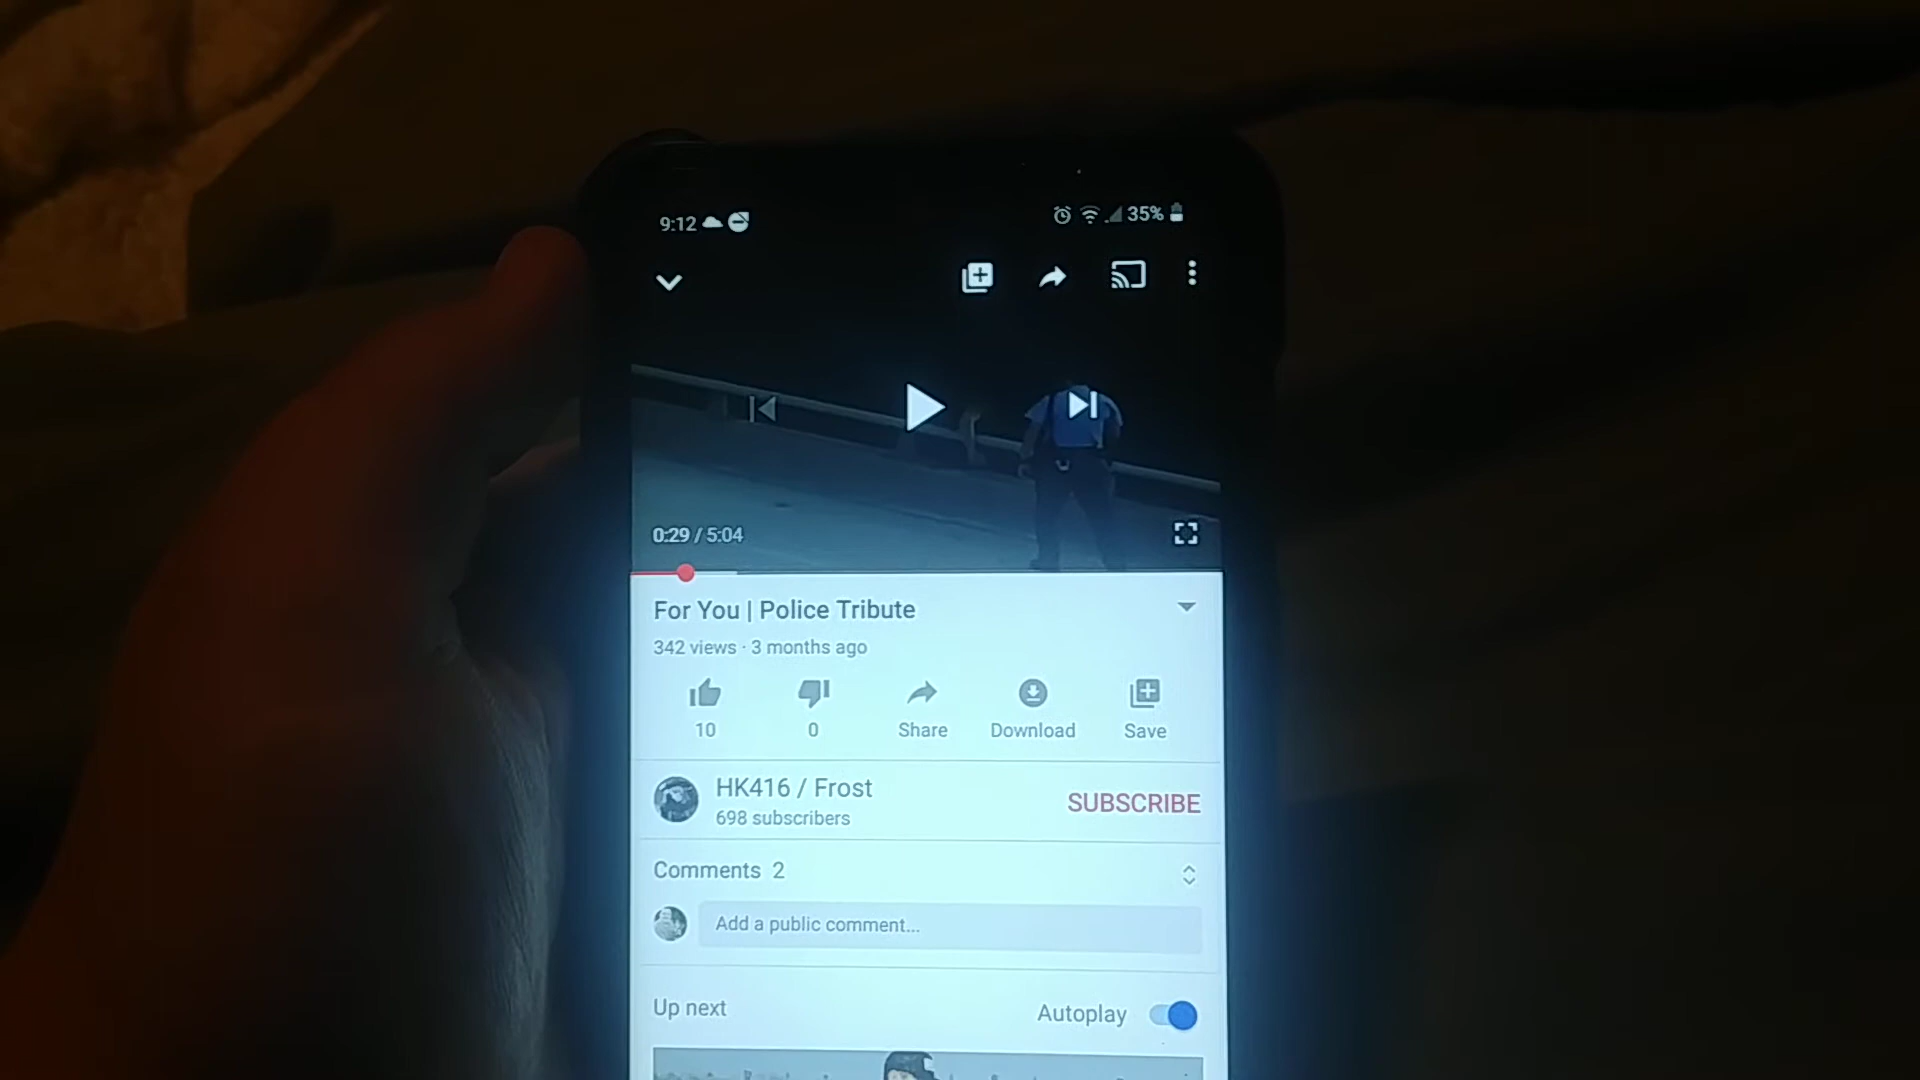 9:12 35%
0:29 / 5:04
For You | Police Tribute
342 views · 3 months ago
10 0 Share Download Save
HK416 / Frost
698 subscribers
SUBSCRIBE
Comments 2
Add a public comment...
Up next Autoplay